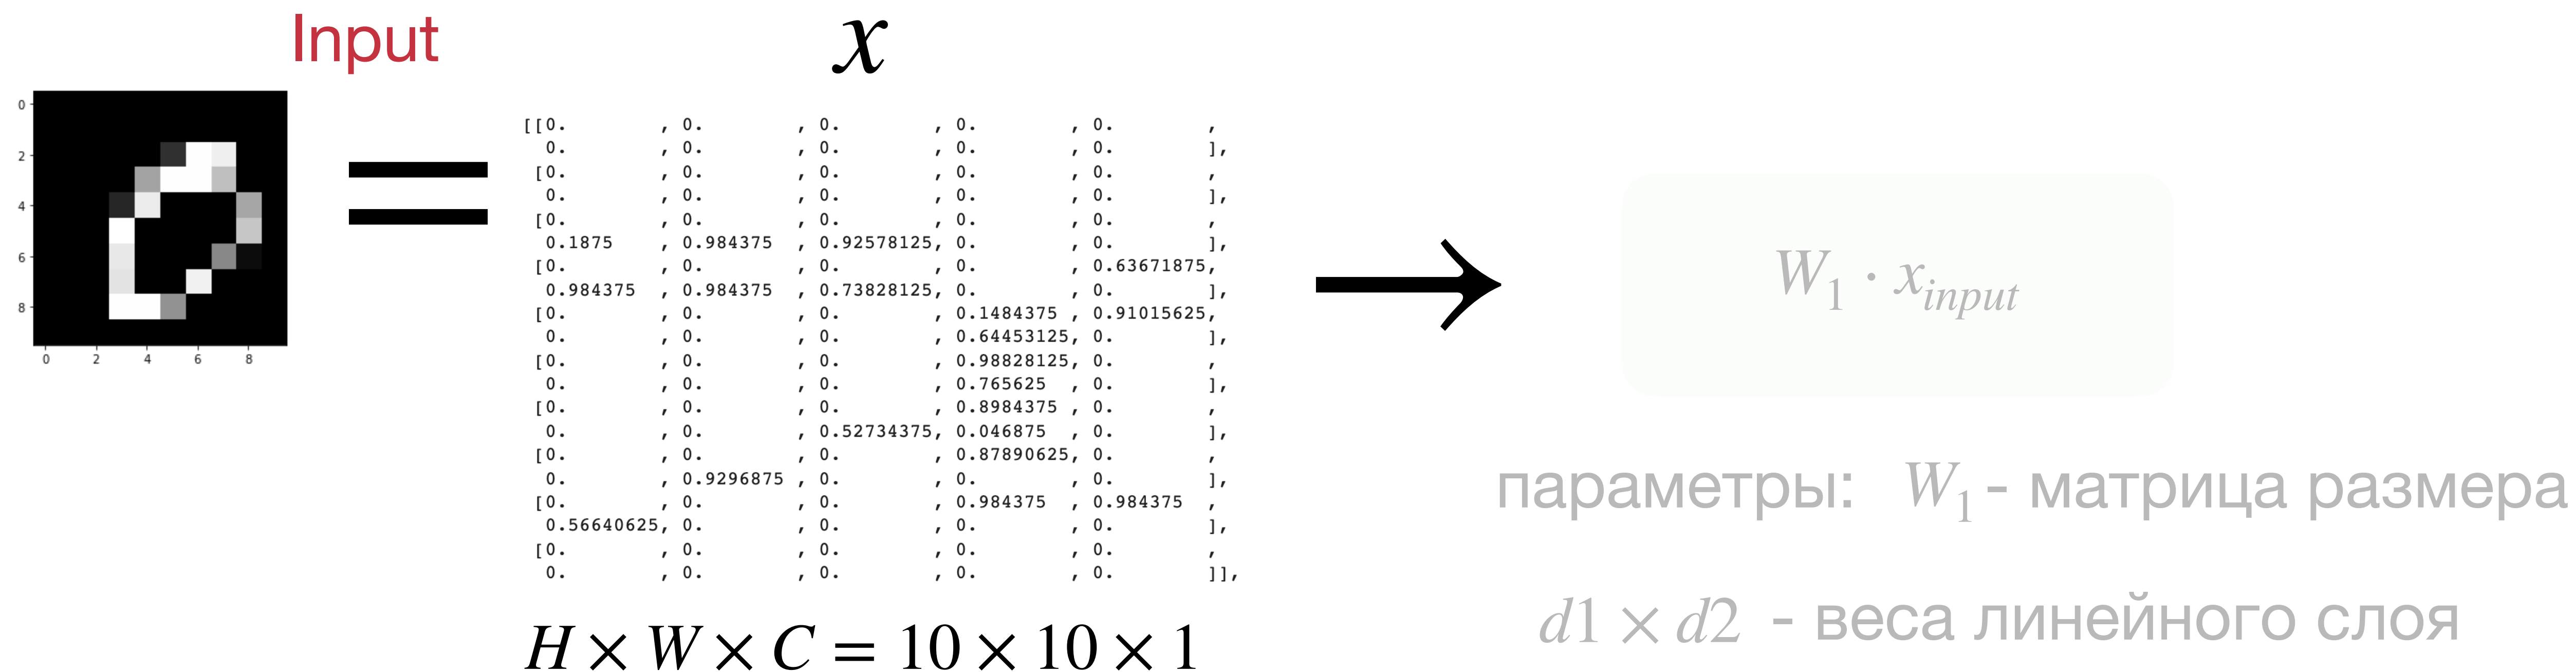 Input
x
0
2
4
6
8
0 2 4 6 8
[[0. , 0. , 0. , 0. , 0. ,
0. , 0. , 0. , 0. , 0. ],
[0. , 0. , 0. , 0. , 0. ,
0. , 0. , 0. , 0. , 0. ],
[0. , 0. , 0. , 0. , 0. ,
0.1875 , 0.984375 , 0.92578125, 0. , 0. ],
[0. , 0. , 0. , 0. , 0.63671875,
0.984375 , 0.984375 , 0.73828125, 0. , 0. ],
[0. , 0. , 0. , 0.1484375 , 0.91015625,
0. , 0. , 0. , 0.64453125, 0. ],
[0. , 0. , 0. , 0.98828125, 0. ,
0. , 0. , 0. , 0.765625 , 0. ],
[0. , 0. , 0. , 0.8984375 , 0. ,
0. , 0. , 0.52734375, 0.046875 , 0. ],
[0. , 0. , 0. , 0.87890625, 0. ,
0. , 0.9296875 , 0. , 0. , 0. ],
[0. , 0. , 0. , 0.984375 , 0.984375 ,
0.56640625, 0. , 0. , 0. , 0. ],
[0. , 0. , 0. , 0. , 0. ,
0. , 0. , 0. , 0. , 0. ]],
H × W × C = 10 × 10 × 1
=
→
W₁ · x_input
параметры: W₁ - матрица размера
d1 × d2 - веса линейного слоя